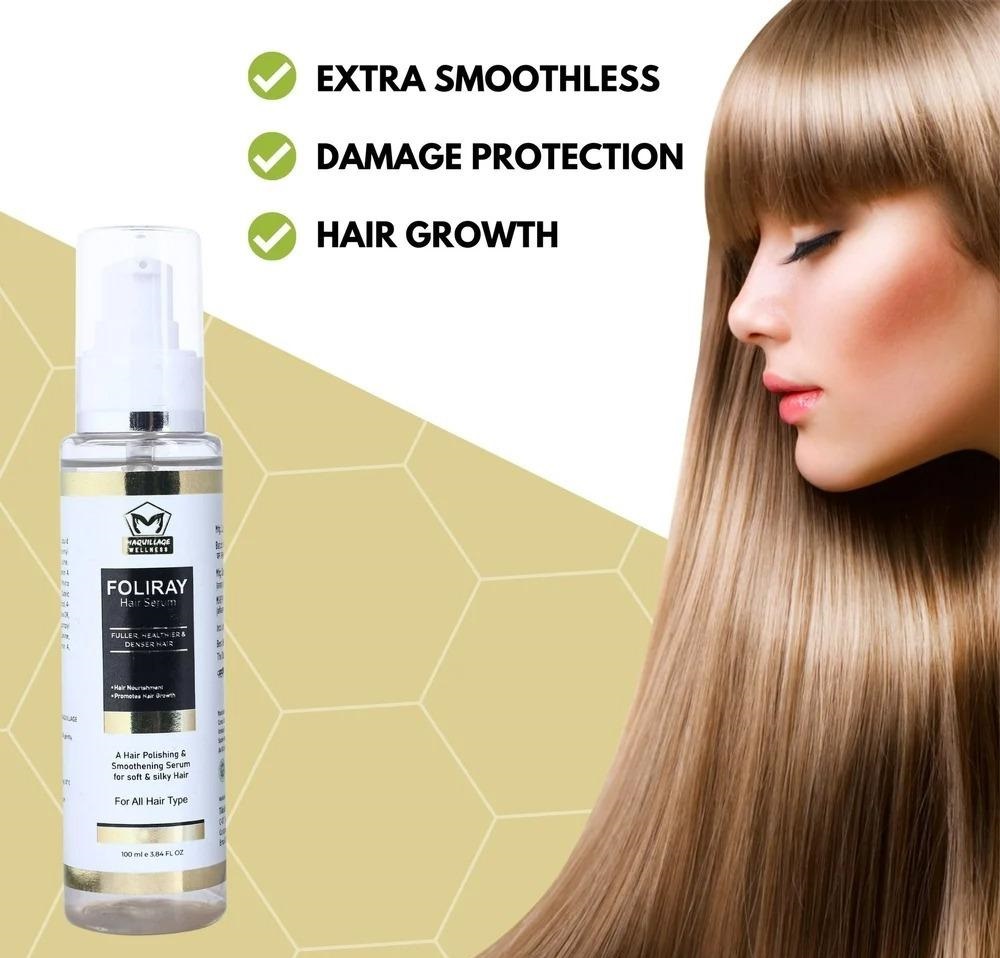 EXTRA SMOOTHLESS
DAMAGE PROTECTION
HAIR GROWTH
MAQUILLAGE
WELLNESS
FOLIRAY
Hair Serum
FULLER, HEALTHIER &
DENSER HAIR
• Hair Nourishment
• Promotes Hair Growth
A Hair Polishing &
Smoothening Serum
for soft & silky Hair
For All Hair Type
100 ml e 3.84 FL OZ